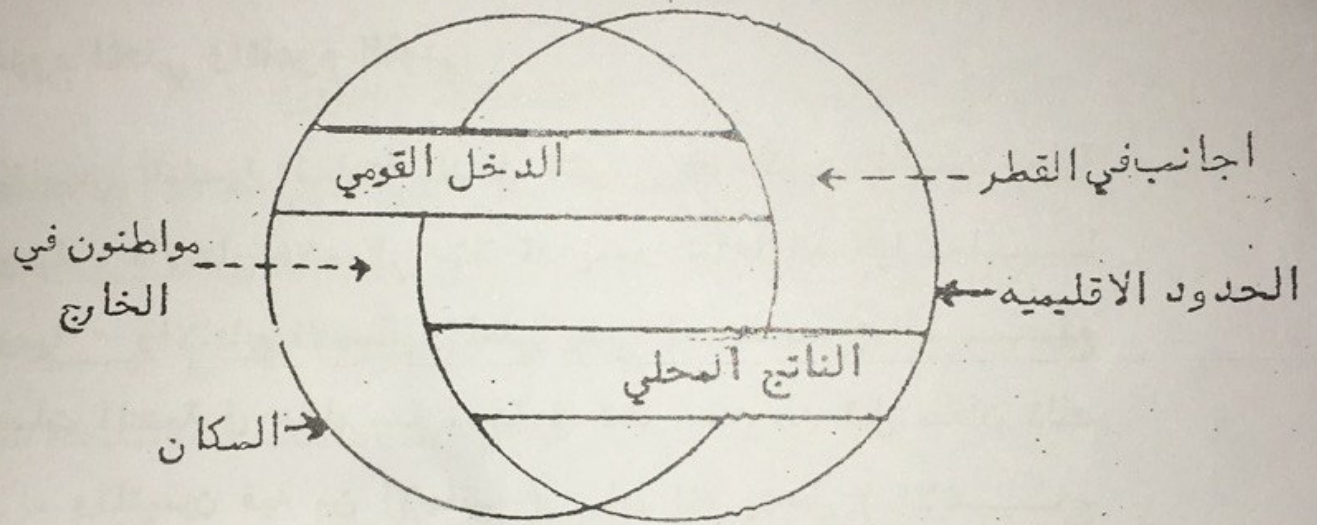 الدخل القومي
اجانب في القطر
مواطنون في
الخارج
الحدود الاقليميه
الناتج المحلي
السكان